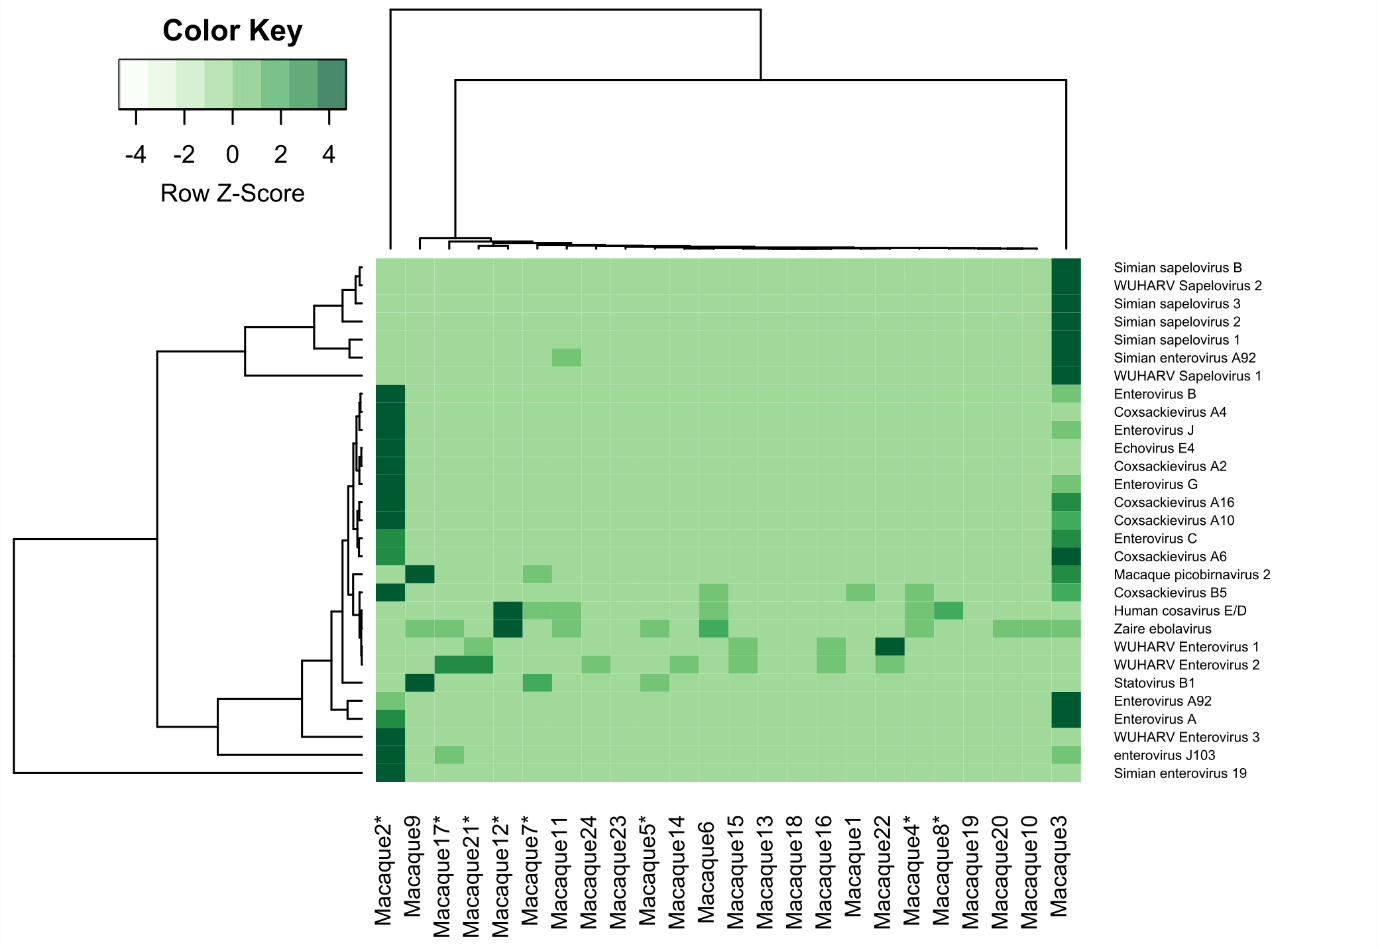 Color Key
-4 -2 0 2 4
Row Z-Score
Simian sapelovirus B
WUHARV Sapelovirus 2
Simian sapelovirus 3
Simian sapelovirus 2
Simian sapelovirus 1
Simian enterovirus A92
WUHARV Sapelovirus 1
Enterovirus B
Coxsackievirus A4
Enterovirus J
Echovirus E4
Coxsackievirus A2
Enterovirus G
Coxsackievirus A16
Coxsackievirus A10
Enterovirus C
Coxsackievirus A6
Macaque picobirnavirus 2
Coxsackievirus B5
Human cosavirus E/D
Zaire ebolavirus
WUHARV Enterovirus 1
WUHARV Enterovirus 2
Statovirus B1
Enterovirus A92
Enterovirus A
WUHARV Enterovirus 3
enterovirus J103
Simian enterovirus 19
Macaque2*
Macaque9
Macaque17*
Macaque21*
Macaque12*
Macaque7*
Macaque11
Macaque24
Macaque23
Macaque5*
Macaque14
Macaque6
Macaque15
Macaque13
Macaque18
Macaque16
Macaque1
Macaque22
Macaque4*
Macaque8*
Macaque19
Macaque20
Macaque10
Macaque3